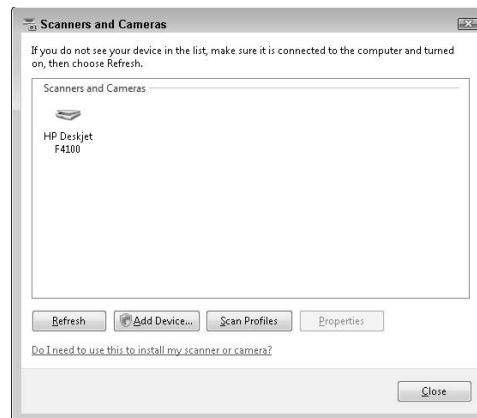 Scanners and Cameras
If you do not see your device in the list, make sure it is connected to the computer and turned
on, then choose Refresh.
Scanners and Cameras
HP Deskjet
F4100
Refresh
Add Device...
Scan Profiles
Properties
Do I need to use this to install my scanner or camera?
Close